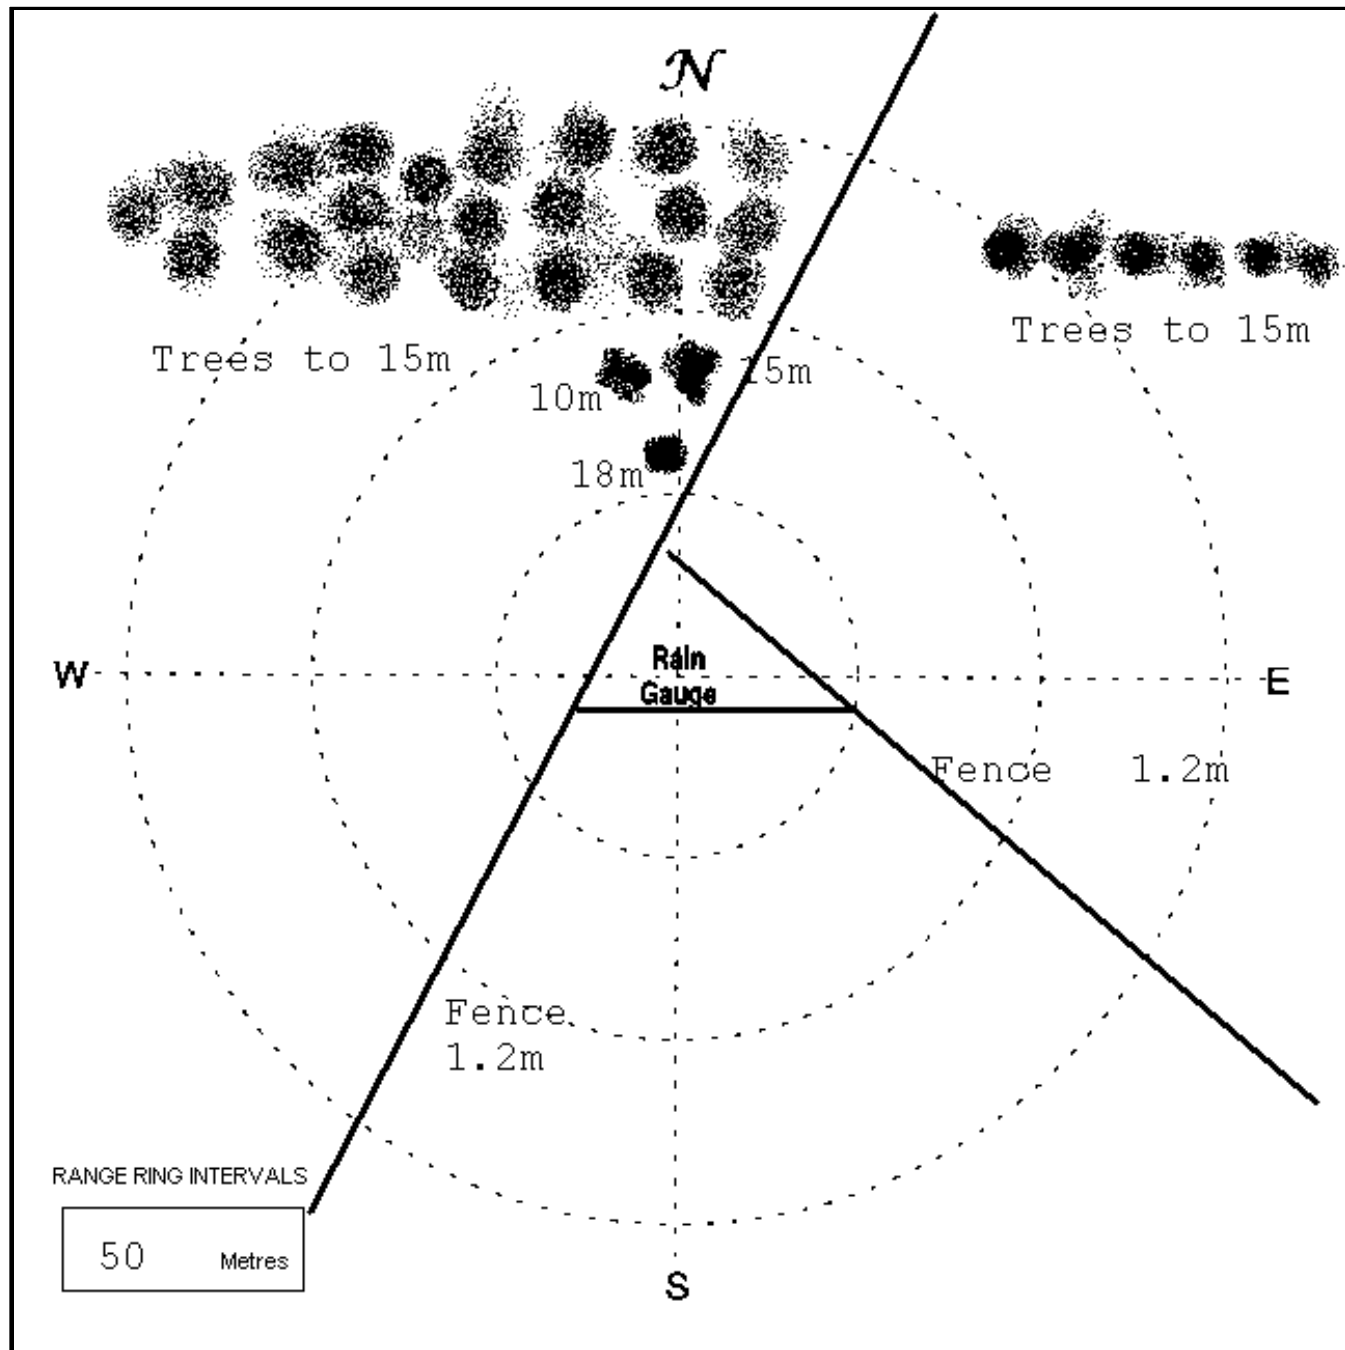 N
Trees to 15m
Trees to 15m
10m
15m
18m
W
Rain
Gauge
E
Fence 1.2m
Fence
1.2m
RANGE RING INTERVALS
50 Metres
S